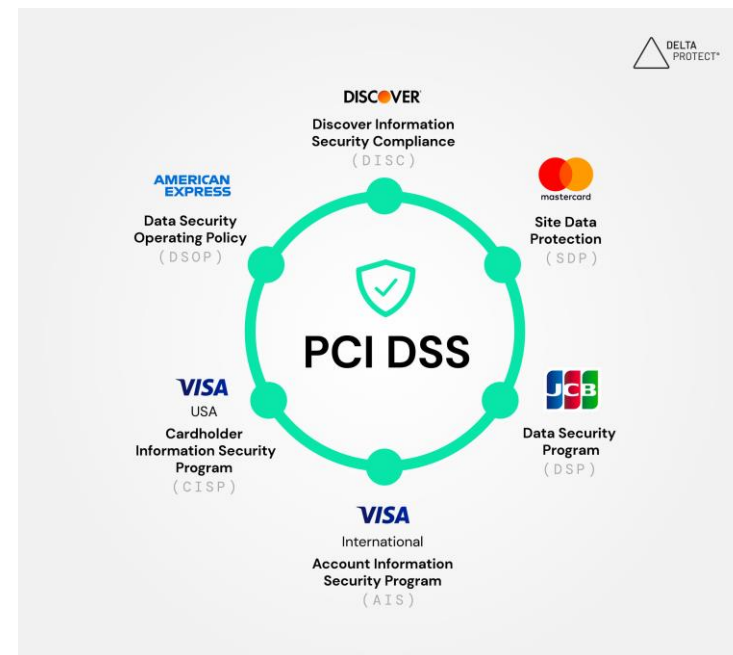 DELTA
PROTECT
DISCOVER
Discover Information
Security Compliance
(DISC)
AMERICAN
EXPRESS
Data Security
Operating Policy
(DSOP)
mastercard
Site Data
Protection
(SDP)
PCI DSS
VISA
USA
Cardholder
Information Security
Program
(CISP)
JCB
Data Security
Program
(DSP)
VISA
International
Account Information
Security Program
(AIS)